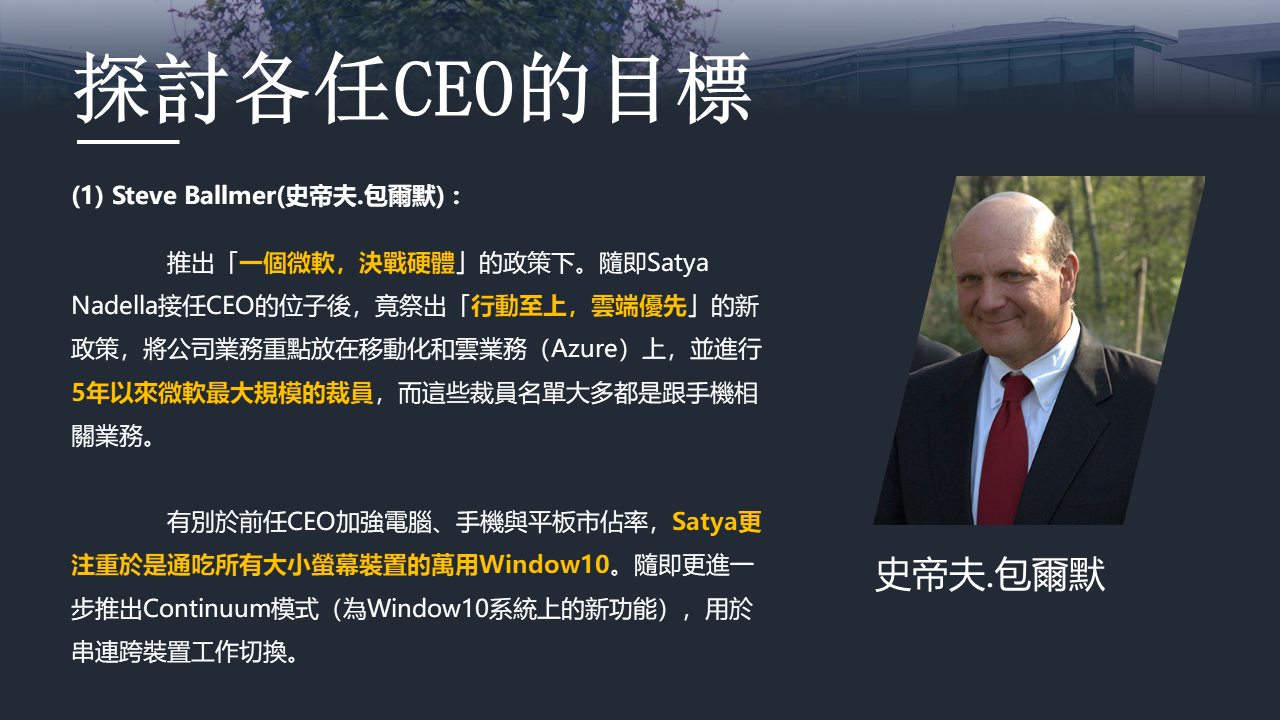 探討各任CEO的目標
(1) Steve Ballmer(史帝夫.包爾默)：
推出「一個微軟，決戰硬體」的政策下。隨即Satya
Nadella接任CEO的位子後，竟祭出「行動至上，雲端優先」的新
政策，將公司業務重點放在移動化和雲業務（Azure）上，並進行
5年以來微軟最大規模的裁員，而這些裁員名單大多都是跟手機相
關業務。
有別於前任CEO加強電腦、手機與平板市佔率，Satya更
注重於是通吃所有大小螢幕裝置的萬用Window10。隨即更進一
步推出Continuum模式（為Window10系統上的新功能），用於
串連跨裝置工作切換。
史帝夫.包爾默